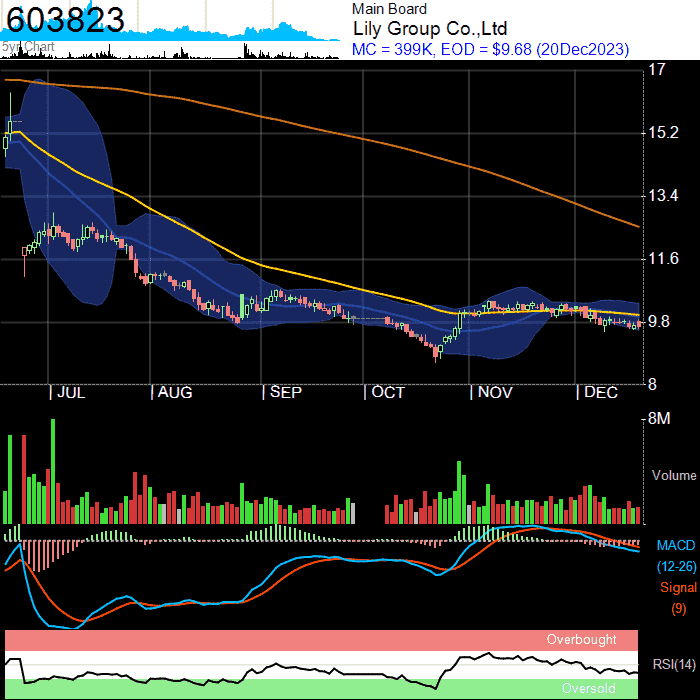 603823
5yr Chart
Main Board
Lily Group Co.,Ltd
MC = 399K, EOD = $9.68 (20Dec2023)
17
15.2
13.4
11.6
9.8
8
JUL
AUG
SEP
OCT
NOV
DEC
8M
Volume
MACD
(12-26)
Signal
(9)
Overbought
RSI(14)
Oversold